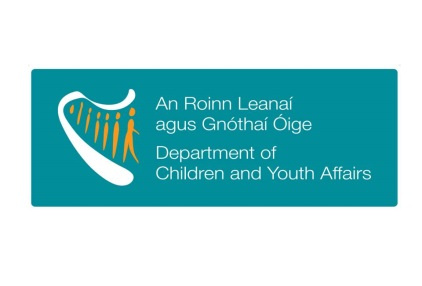 An Roinn Leanaí
agus Gnóthaí Óige
Department of
Children and Youth Affairs